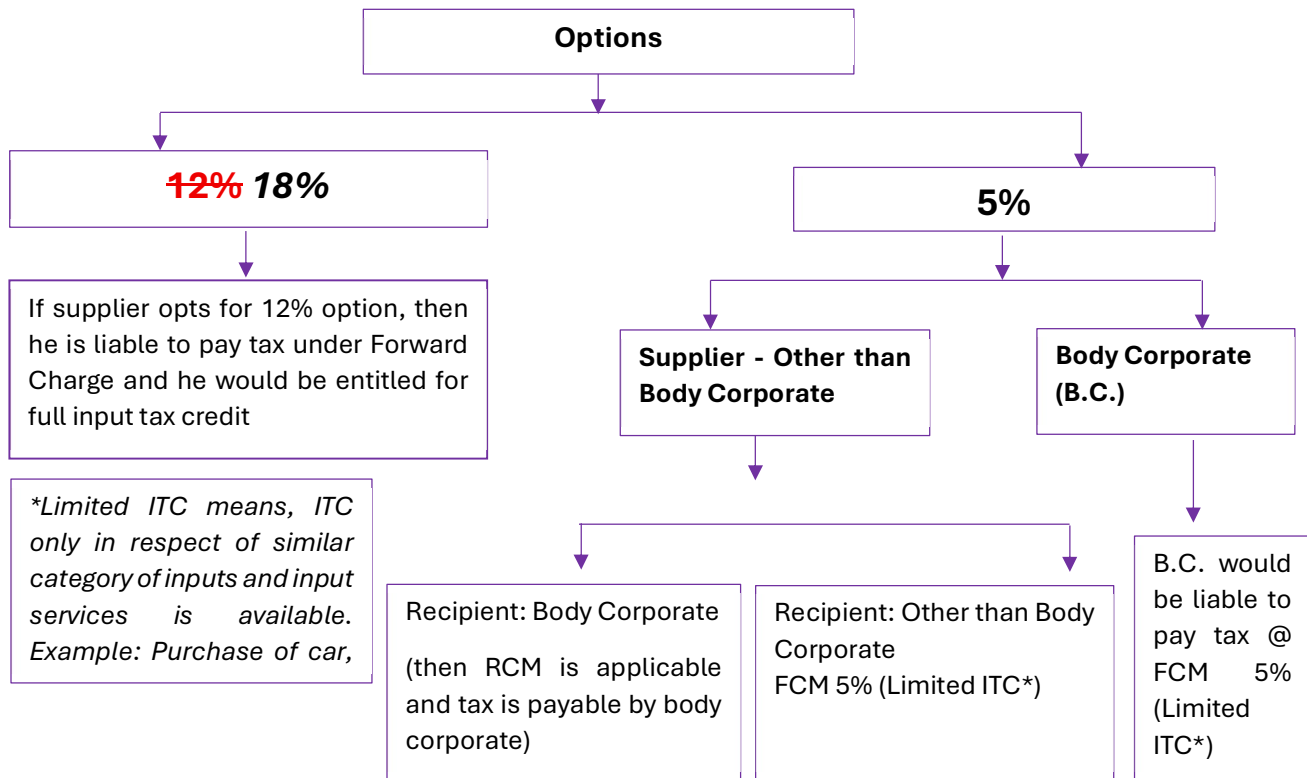 Options
12% 18%
5%
If supplier opts for 12% option, then
he is liable to pay tax under Forward
Charge and he would be entitled for
full input tax credit
Supplier - Other than
Body Corporate
Body Corporate
(B.C.)
*Limited ITC means, ITC
only in respect of similar
category of inputs and input
services is available.
Example: Purchase of car,
Recipient: Body Corporate
(then RCM is applicable
and tax is payable by body
corporate)
Recipient: Other than Body
Corporate
FCM 5% (Limited ITC*)
B.C. would
be liable to
pay tax @
FCM 5%
(Limited
ITC*)